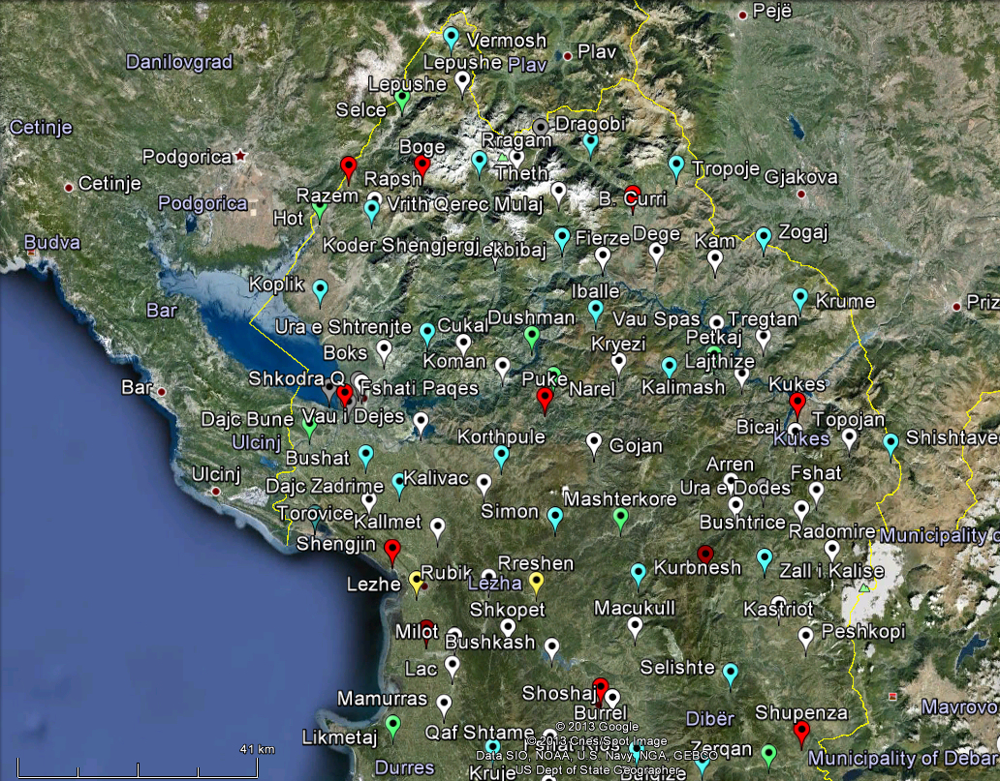 Pejë
Vermosh
Danilovgrad
Plav
Lepushe
Plav
Lepushe
Selce
Cetinje
Dragobi
Rragam
Boge
Podgorica
Theth
Tropoje
Gjakova
Cetinje
Rapsh
Razem
Podgorica
Vrith
Qerec Mulaj
B. Curri
Hot
Budva
Koder Shengjergj
Lekbibaj
Fierze
Dege
Kam
Zogaj
Koplik
Iballe
Krume
Bar
Priz
Ura e Shtrenjte
Cukal
Dushman
Vau Spas
Tregtan
Boks
Kryezi
Petkaj
Koman
Lajthize
Shkodra
Q
Fshati Paqes
Puke
Narel
Kalimash
Kukes
Bar
Dajc Bune
Vau i Dejes
Bicaj
Topojan
Ulcinj
Bushat
Korthpule
Gojan
Kukes
Shishtavec
Ulcinj
Dajc Zadrime
Kalivac
Arren
Fshat
Ura e Dodes
Torovice
Kallmet
Simon
Mashterkore
Bushtrice
Radomire
Municipality o
Shengjin
Rreshen
Kurbnesh
Zall i Kalise
Lezhe
Rubik
Lezha
Shkopet
Macukull
Kastriot
Milot
Bushkash
Peshkopi
Lac
Selishte
Shoshaj
Mamurras
Burrel
Dibër
Shupenza
Mavrovo
Likmetaj
Qaf Shtame
© 2013 Google
© 2013 Cnes/Spot Image
41 km
Data SIO, NOAA, U.S. Navy, NGA, GEBCO
Zerqan
Municipality of Debar
Durres
Kruje
US Dept of State Geographer